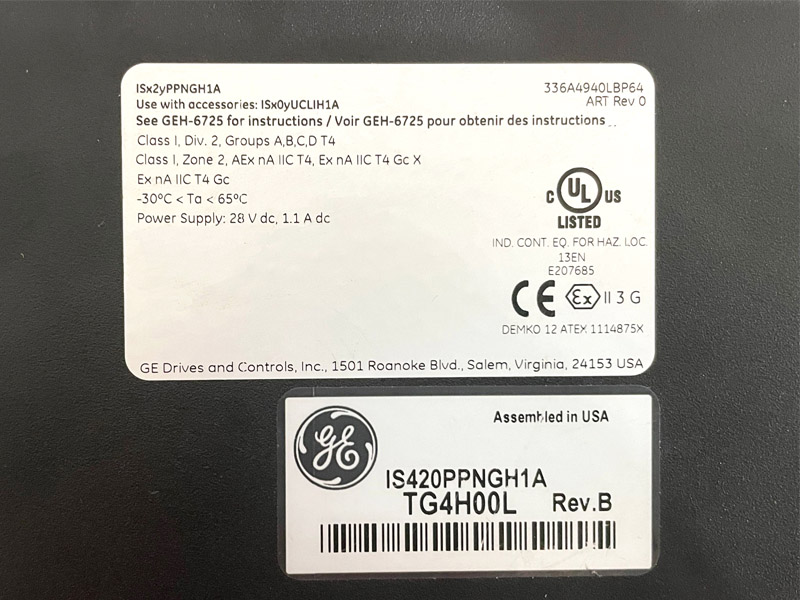 ISx2yPPNGH1A
336A4940LBP64
Use with accessories: ISx0yUCLIH1A
ART Rev 0
See GEH-6725 for instructions / Voir GEH-6725 pour obtenir des instructions
Class I, Div. 2, Groups A,B,C,D T4
Class I, Zone 2, AEx nA IIC T4, Ex nA IIC T4 Gc X
Ex nA IIC T4 Gc
-30°C < Ta < 65°C
Power Supply: 28 V dc, 1.1 A dc
C UL US
LISTED
IND. CONT. EQ. FOR HAZ. LOC.
13EN
E207685
CE Ex II 3 G
DEMKO 12 ATEX 1114875X
GE Drives and Controls, Inc., 1501 Roanoke Blvd., Salem, Virginia, 24153 USA
GE
Assembled in USA
IS420PPNGH1A
TG4H00L Rev.B